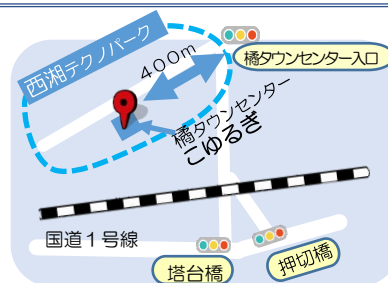 西湘テクノパーク
400m
橘タウンセンター入口
橘タウンセンター
こゆるぎ
国道1号線
塔台橋
押切橋